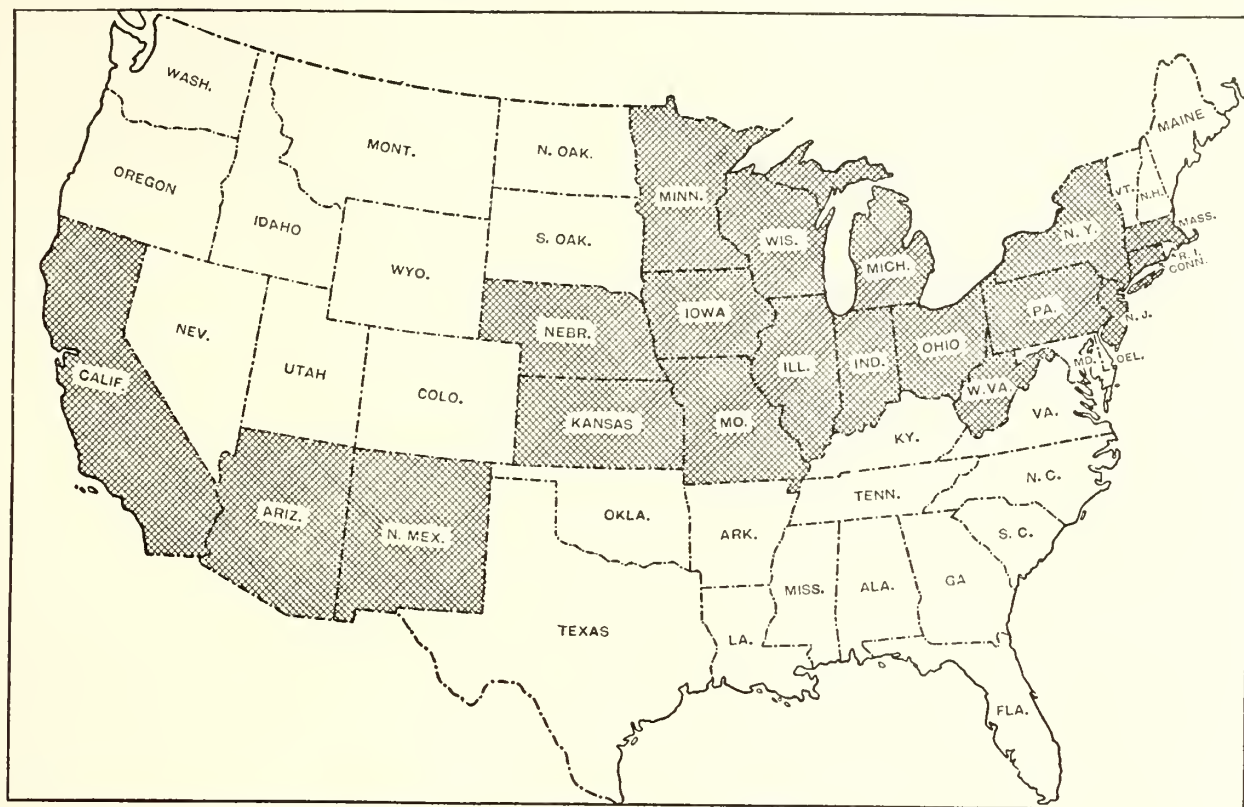 WASH.
OREGON
CALIF.
IDAHO
NEV.
MONT.
WYO.
UTAH
ARIZ.
COLO.
N. MEX.
N. OAK.
S. OAK.
NEBR.
KANSAS
OKLA.
TEXAS
MINN.
IOWA
MO.
ARK.
LA.
WIS.
ILL.
MICH.
IND.
OHIO
KY.
TENN.
MISS.
ALA.
GA
FLA.
S. C.
N. C.
VA.
W.VA.
MD.
OEL.
PA.
N. J.
N. Y.
CONN.
R. I.
MASS.
VT.
N.H.
MAINE